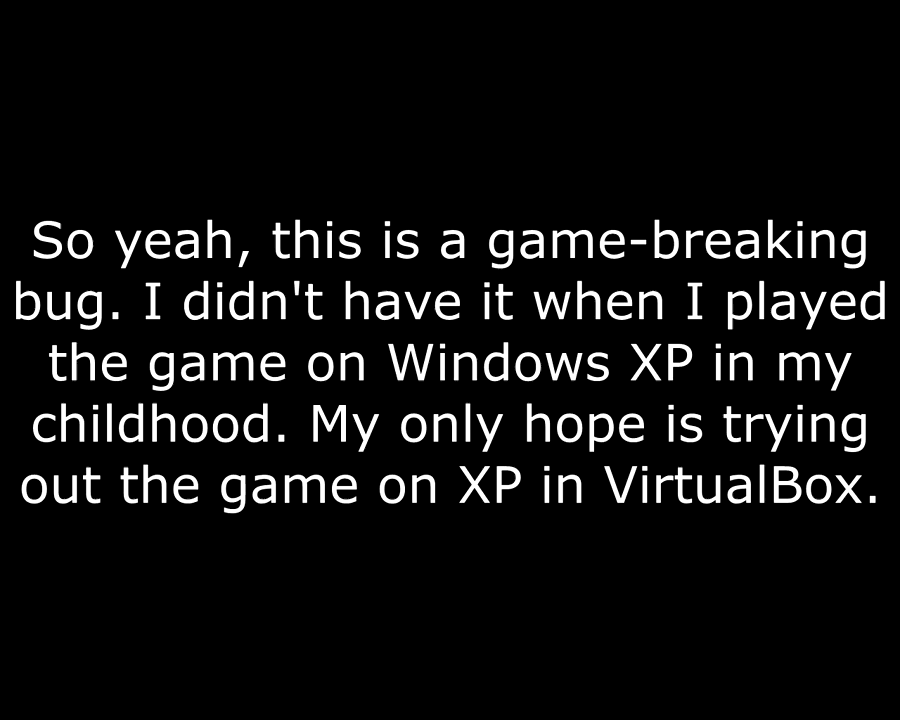 So yeah, this is a game-breaking
bug. I didn't have it when I played
the game on Windows XP in my
childhood. My only hope is trying
out the game on XP in VirtualBox.